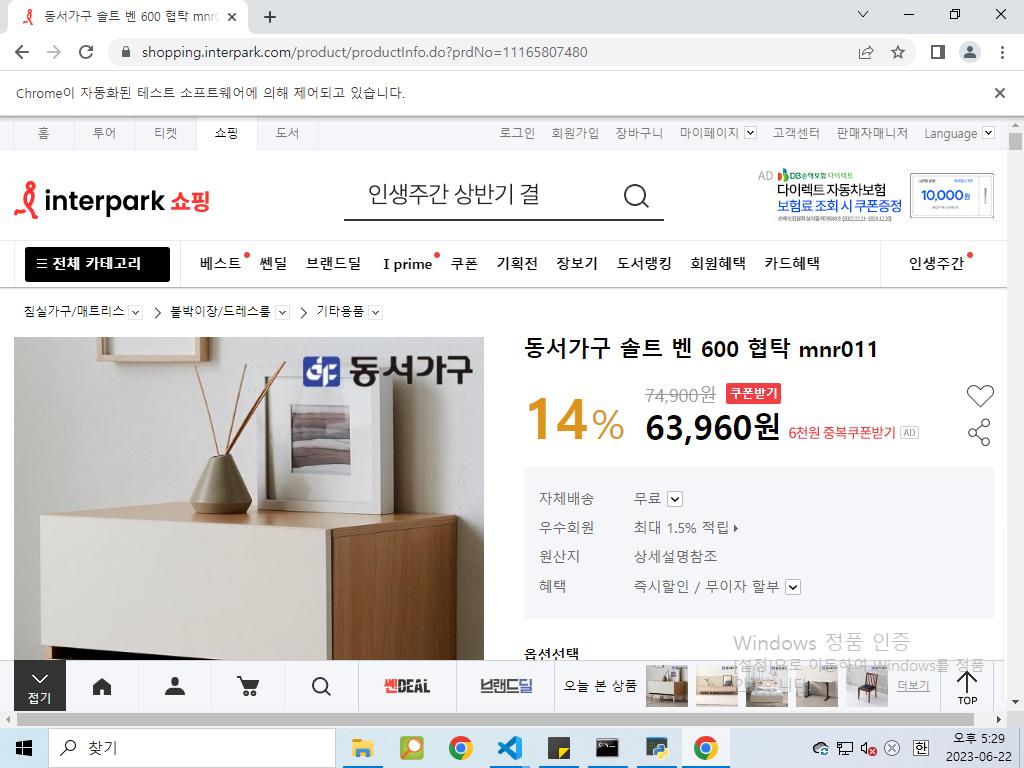 동서가구 솔트 벤 600 협탁 mnr0
shopping.interpark.com/product/productInfo.do?prdNo=11165807480
Chrome이 자동화된 테스트 소프트웨어에 의해 제어되고 있습니다.
홈 투어 티켓 쇼핑 도서 로그인 회원가입 장바구니 마이페이지 고객센터 판매자매니저 Language
interpark 쇼핑
인생주간 상반기 결
AD DB손해보험 다이렉트
다이렉트 자동차보험
보험료 조회 시 쿠폰증정
10,000원
전체 카테고리 베스트 쎈딜 브랜드딜 I prime 쿠폰 기획전 장보기 도서랭킹 회원혜택 카드혜택 인생주간
침실가구/매트리스 붙박이장/드레스룸 기타용품
동서가구
동서가구 솔트 벤 600 협탁 mnr011
14% 74,900원 쿠폰받기
63,960원 6천원 중복쿠폰받기 AD
자체배송 무료
우수회원 최대 1.5% 적립
원산지 상세설명참조
혜택 즉시할인 / 무이자 할부
옵션선택
Windows 정품 인증
[설정]으로 이동하여 Windows를 정품
접기 쎈DEAL 브랜드딜 오늘 본 상품 더보기 TOP
찾기
한
오후 5:29
2023-06-22